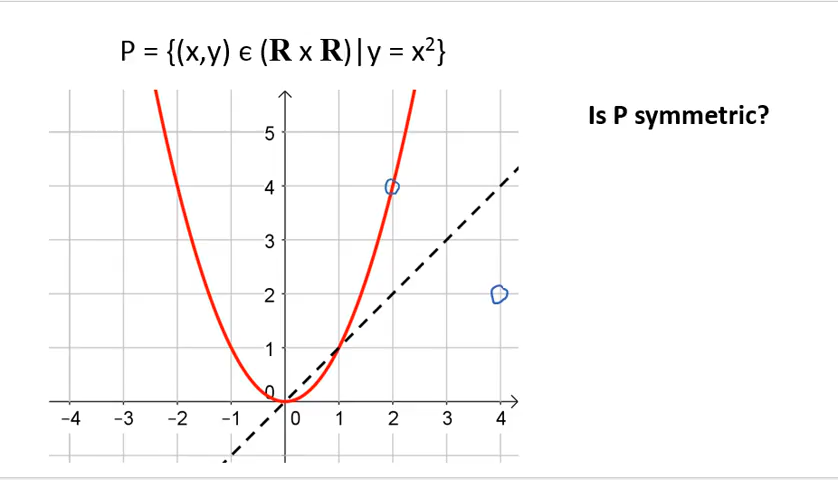 P = {(x,y) ϵ (R x R)|y = x²}
Is P symmetric?
5
4
3
2
1
0
−4 −3 −2 −1 0 1 2 3 4